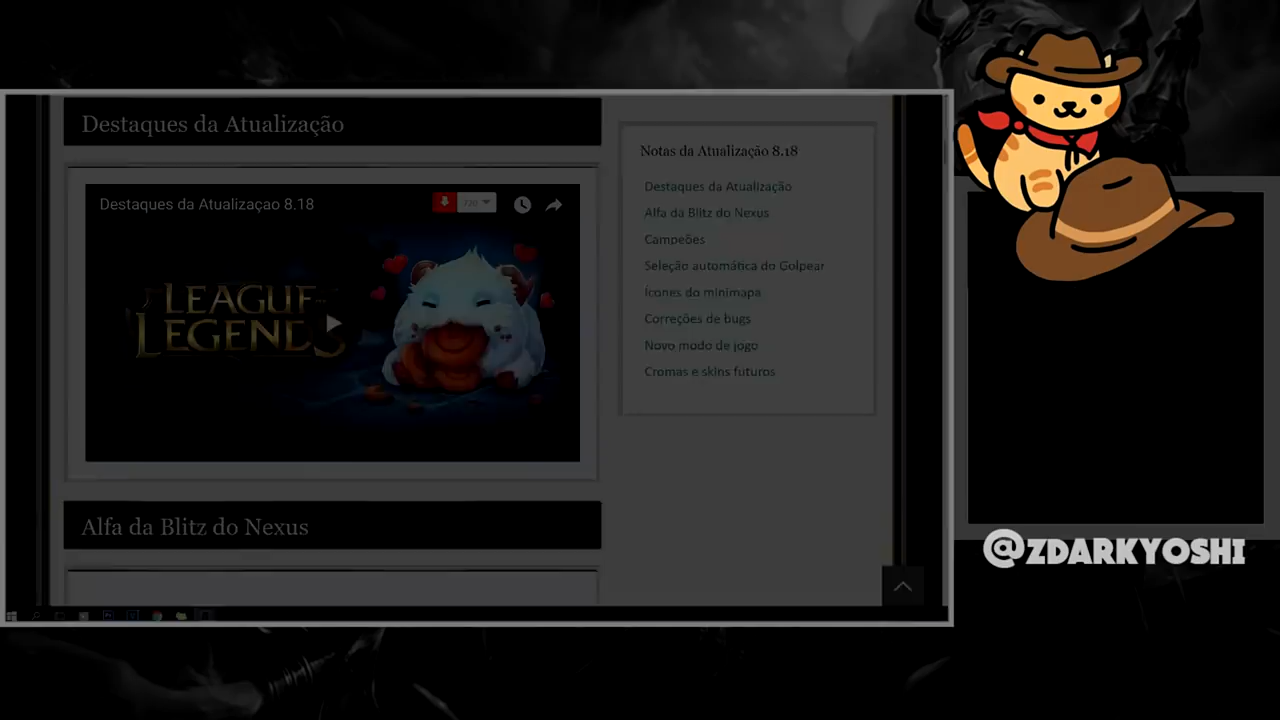 Destaques da Atualização
Destaques da Atualizaçao 8.18
720
LEAGUE
LEGENDS
Alfa da Blitz do Nexus
Notas da Atualização 8.18
Destaques da Atualização
Alfa da Blitz do Nexus
Campeões
Seleção automática do Golpear
Ícones do minimapa
Correções de bugs
Novo modo de jogo
Cromas e skins futuros
@ZDARKYOSHI